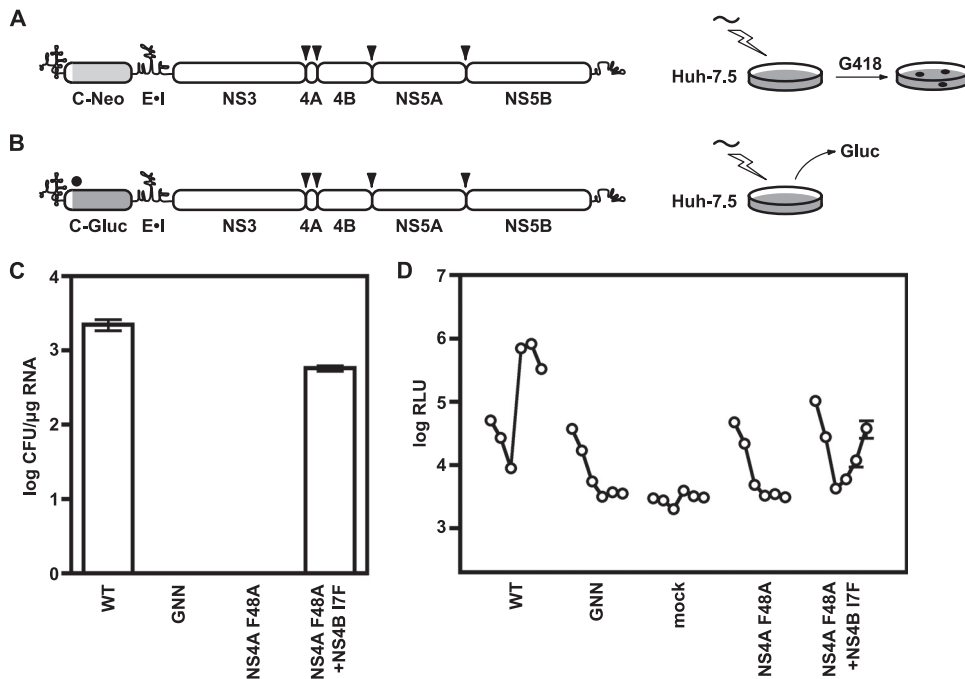 A
C-Neo E•I NS3 4A 4B NS5A NS5B
Huh-7.5 G418
B
C-Gluc E•I NS3 4A 4B NS5A NS5B
Huh-7.5 Gluc
C
log CFU/µg RNA
4
3
2
1
0
WT
GNN
NS4A F48A
NS4A F48A
+NS4B I7F
D
log RLU
7
6
5
4
3
WT
GNN
mock
NS4A F48A
NS4A F48A
+NS4B I7F